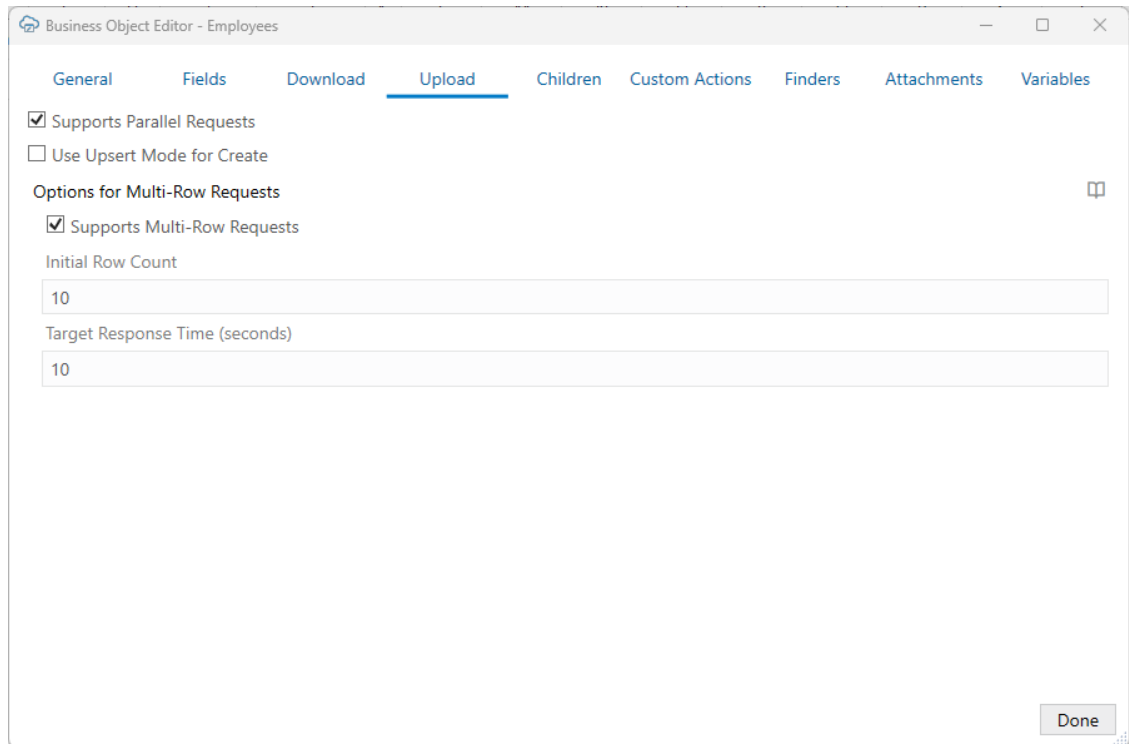 Business Object Editor - Employees
General Fields Download Upload Children Custom Actions Finders Attachments Variables
Supports Parallel Requests
Use Upsert Mode for Create
Options for Multi-Row Requests
Supports Multi-Row Requests
Initial Row Count
10
Target Response Time (seconds)
10
Done